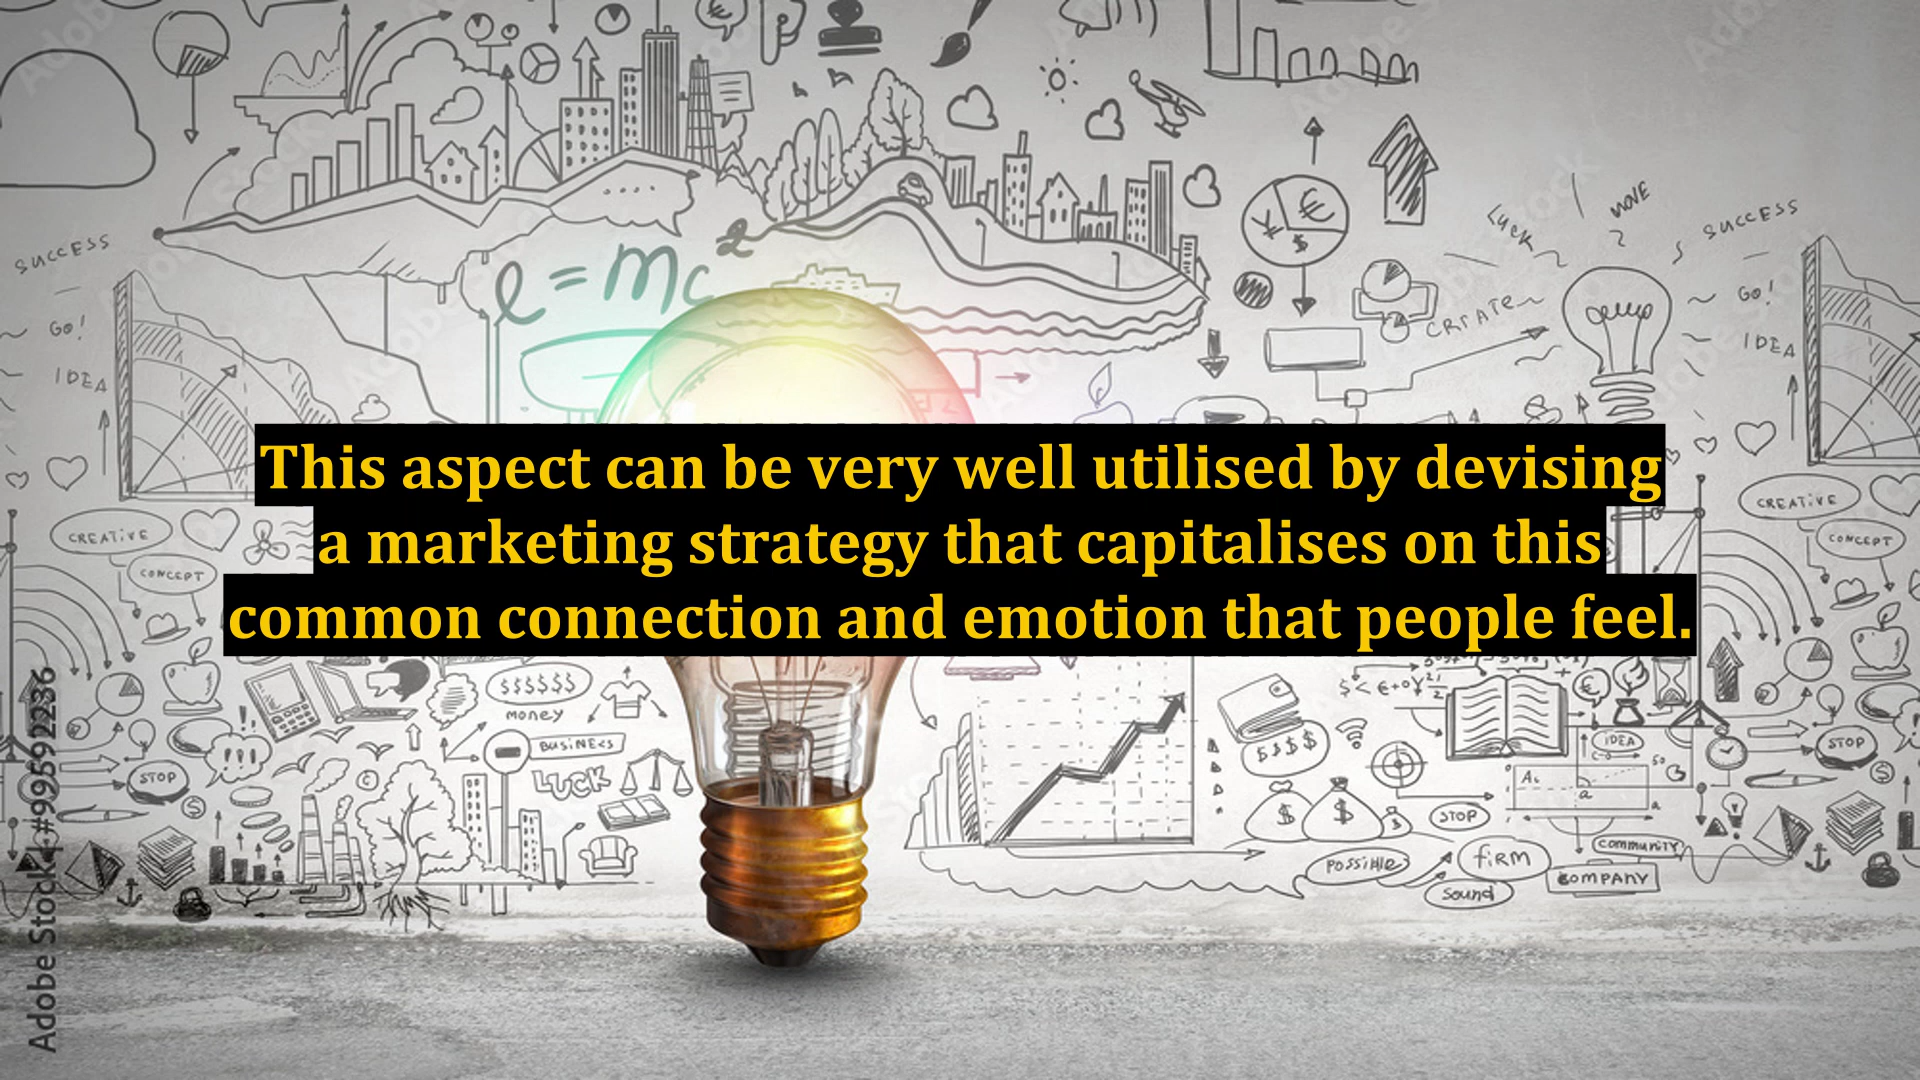 SUCCESS
GO!
IDEA
e=mc²
Luck
MOVE
SUCCESS
CREATE
GO!
IDEA
This aspect can be very well utilised by devising
a marketing strategy that capitalises on this
common connection and emotion that people feel.
CREATIVE
CONCEPT
CREATIVE
CONCEPT
$$$$$$
money
BUSINESS
LUCK
STOP
$$$$
IDEA
STOP
STOP
POSSIBLE
firm
Sound
community
COMPANY
Adobe Stock | #99592236